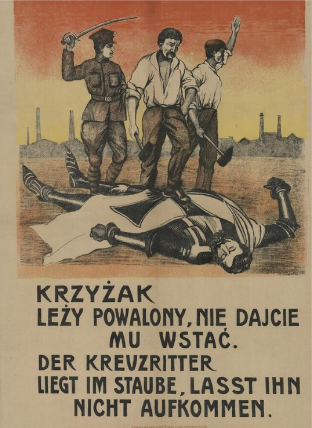 KRZYŻAK
LEŻY POWALONY, NIE DAJCIE
MU WSTAĆ.
DER KREUZRITTER
LIEGT IM STAUBE, LASST IHN
NICHT AUFKOMMEN.